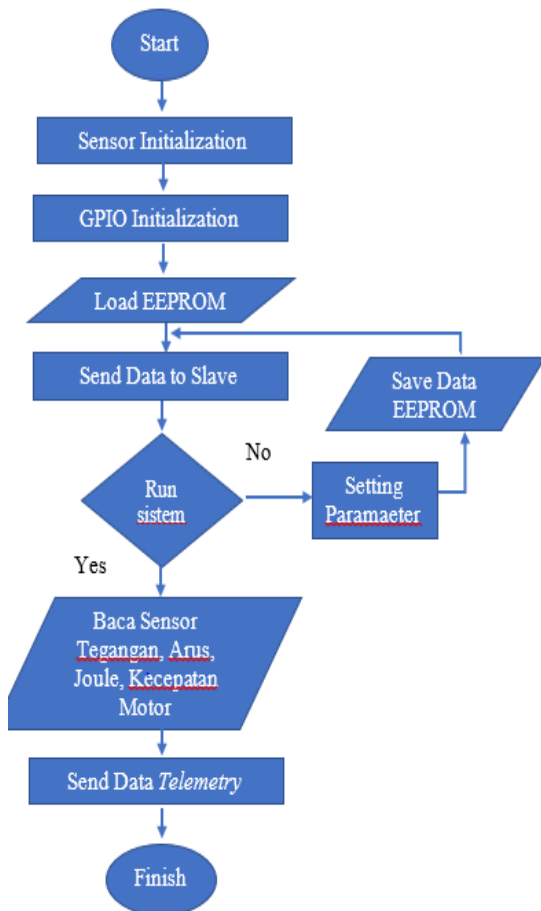 Start
Sensor Initialization
GPIO Initialization
Load EEPROM
Send Data to Slave
Save Data
EEPROM
No
Run
sistem
Setting
Paramaeter
Yes
Baca Sensor
Tegangan, Arus,
Joule, Kecepatan
Motor
Send Data Telemetry
Finish